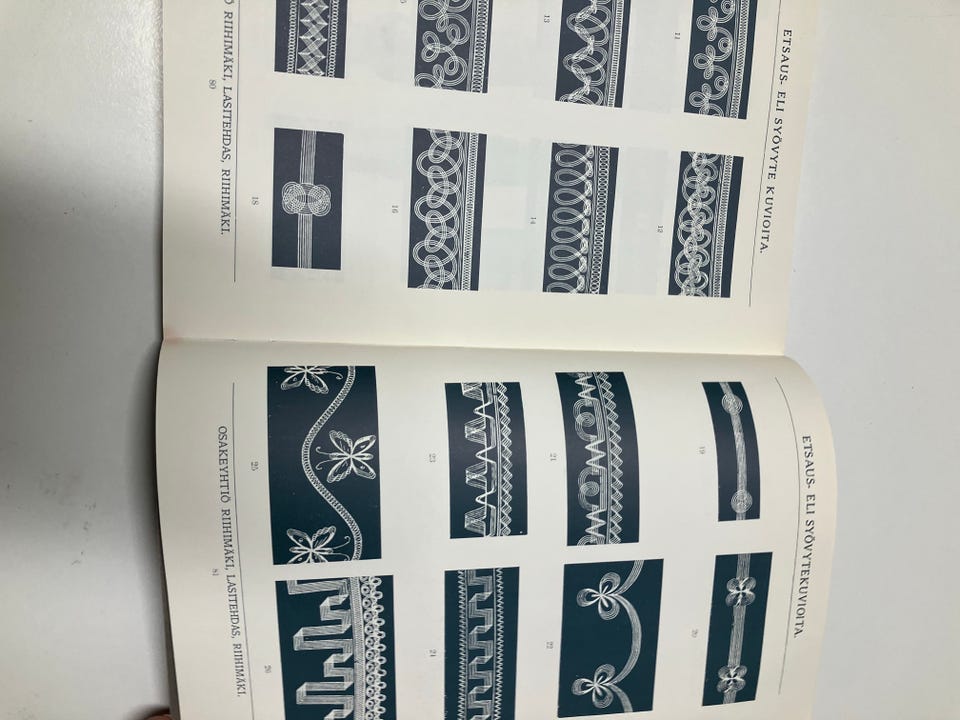 ETSAUS- ELI SYÖVYTE KUVIOITA.
11 12
13 14
16
18
RIIHIMÄKI, LASITEHDAS, RIIHIMÄKI.
80
ETSAUS- ELI SYÖVYTEKUVIOITA.
19 20
21 22
23 24
25 26
OSAKEYHTIÖ RIIHIMÄKI, LASITEHDAS, RIIHIMÄKI.
81